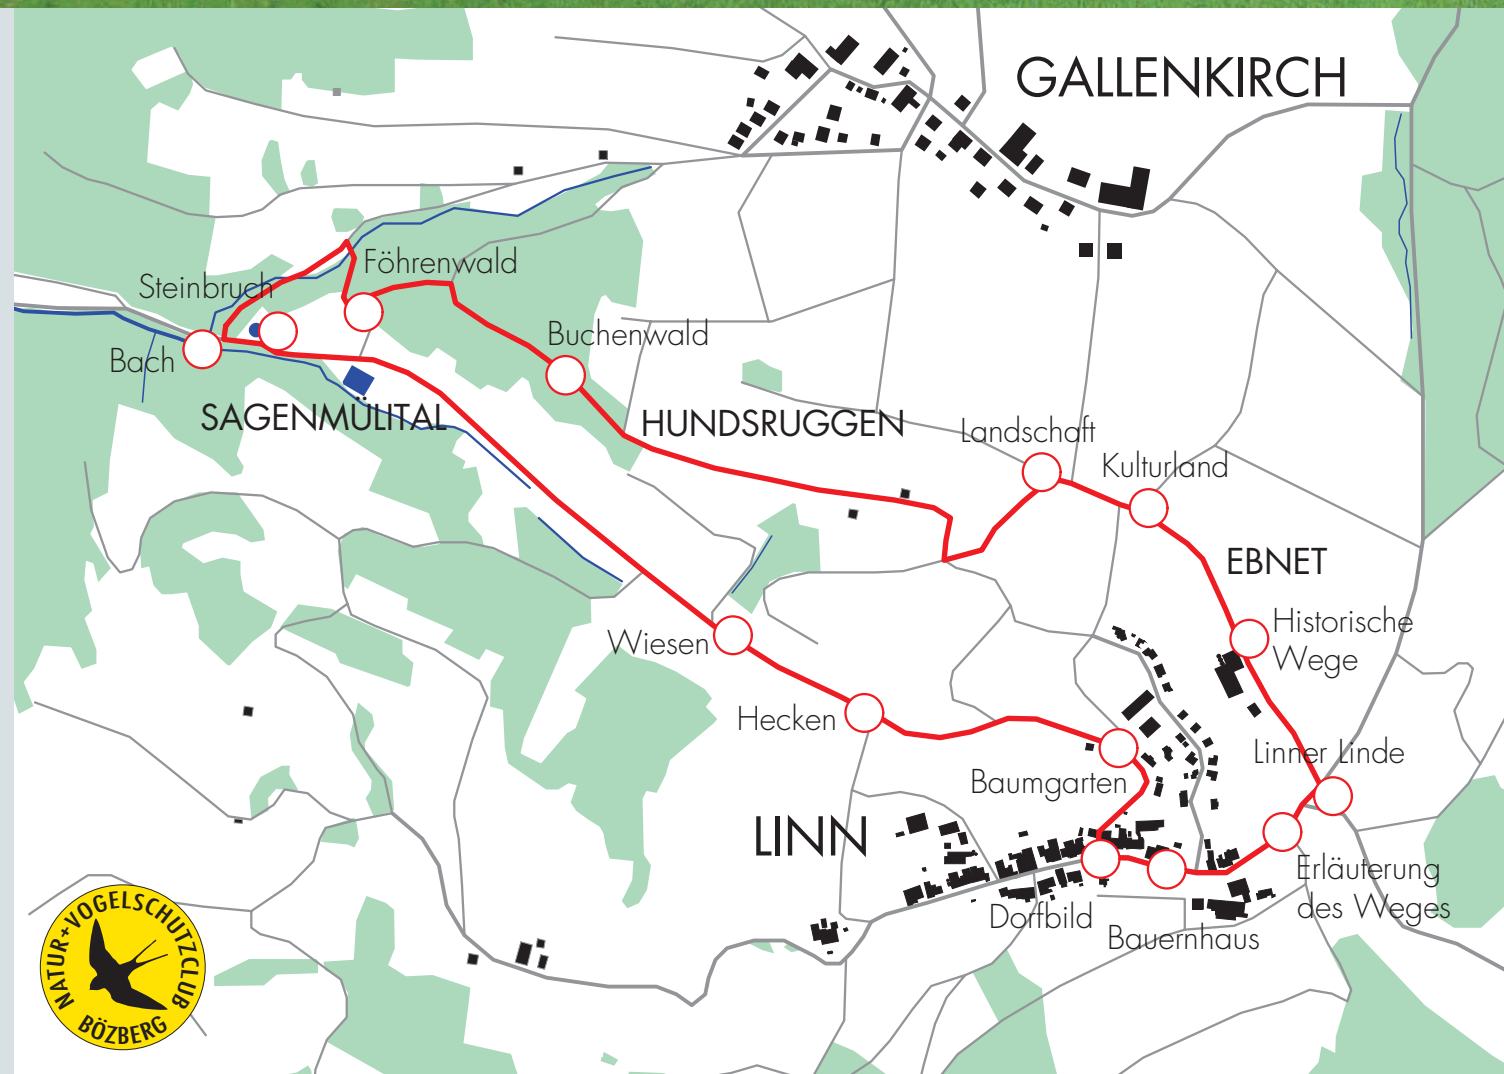 GALLENKIRCH
Föhrenwald
Steinbruch
Buchenwald
Bach
SAGENMÜLITAL
HUNDSRUGGEN
Landschaft
Kulturland
EBNET
Historische
Wege
Wiesen
Hecken
Linner Linde
Baumgarten
LINN
Erläuterung
des Weges
Dorfbild
Bauernhaus
NATUR+VOGELSCHUTZCLUB
BÖZBERG